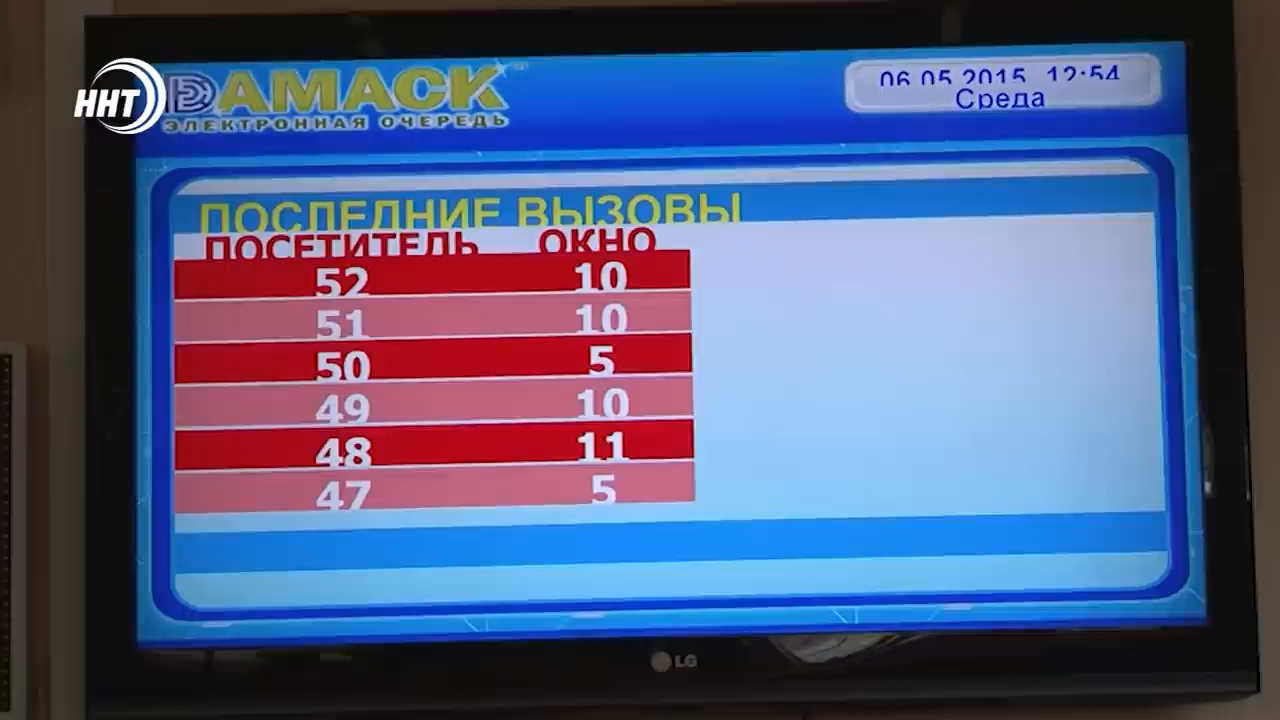 ННТ
DАМАСК
ЭЛЕКТРОННАЯ ОЧЕРЕДЬ
06.05.2015 12:54
Среда
ПОСЛЕДНИЕ ВЫЗОВЫ
ПОСЕТИТЕЛЬ ОКНО
52 10
51 10
50 5
49 10
48 11
47 5
LG